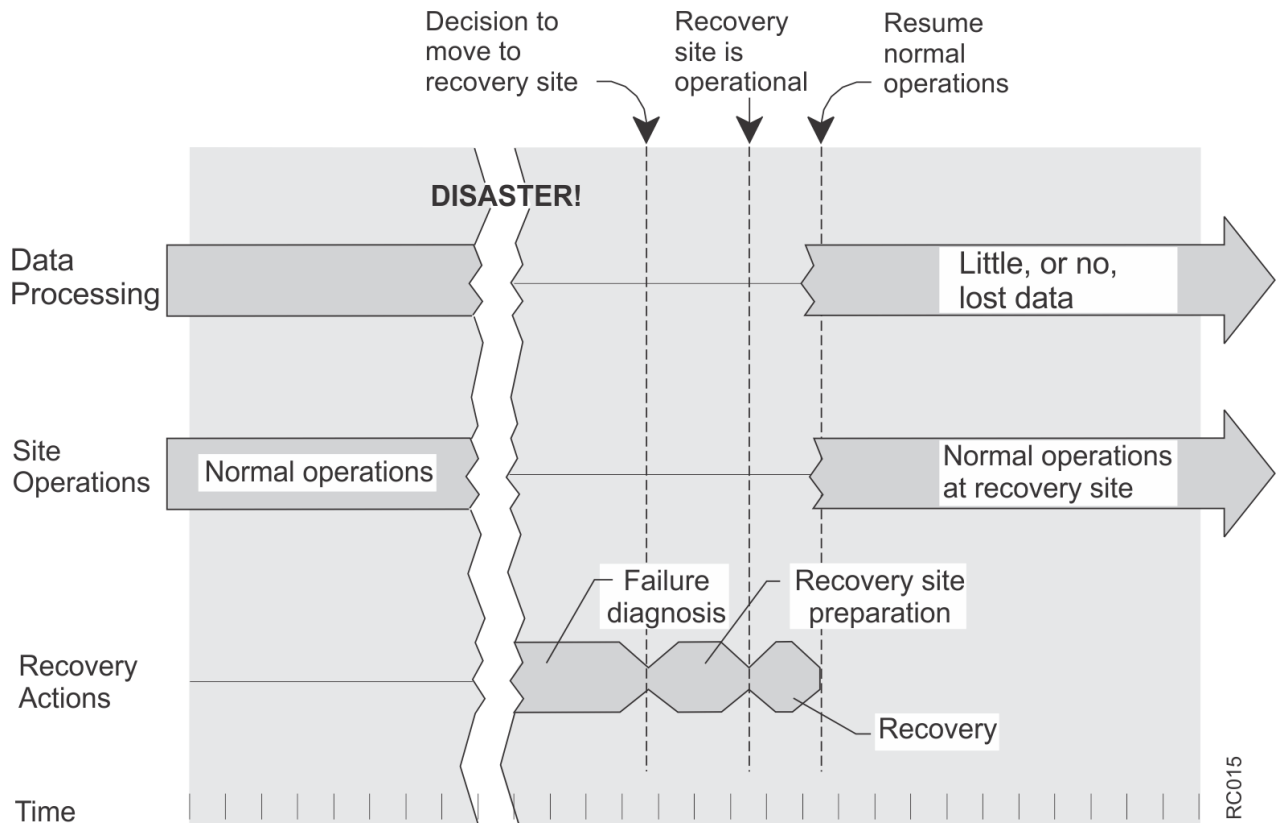 Decision to
move to
recovery site
Recovery
site is
operational
Resume
normal
operations
DISASTER!
Data
Processing
Little, or no,
lost data
Site
Operations
Normal operations
Normal operations
at recovery site
Failure
diagnosis
Recovery site
preparation
Recovery
Actions
Recovery
Time
RC015